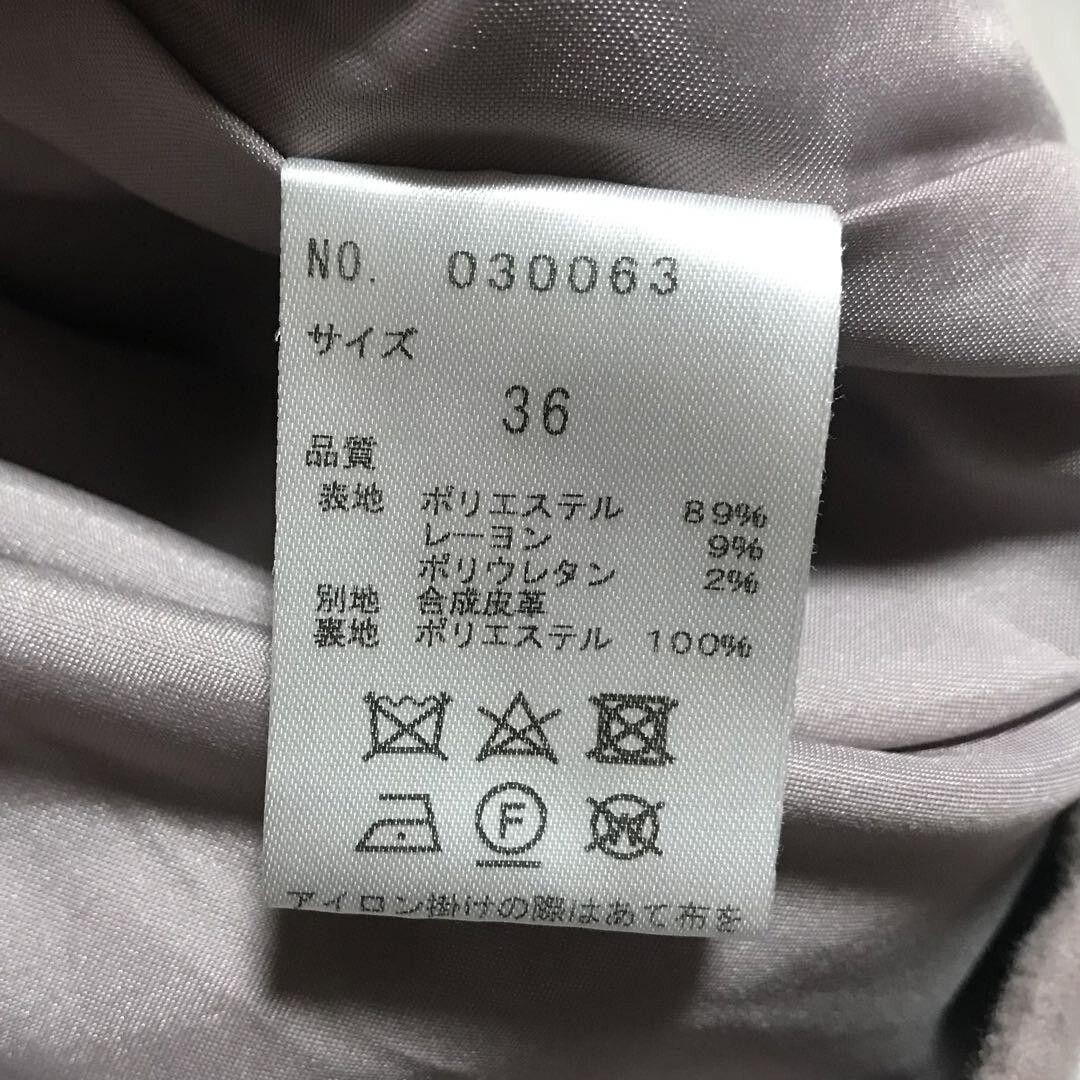 NO. 030063
サイズ
36
品質
表地 ポリエステル 89%
レーヨン 9%
ポリウレタン 2%
別地 合成皮革
裏地 ポリエステル 100%
F
W
アイロン掛けの際はあて布を